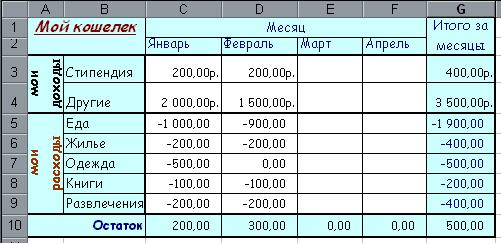 A B C D E F G
1 Мой кошелек Месяц Итого за
2 Январь Февраль Март Апрель месяцы
3 мои доходы Стипендия 200,00р. 200,00р. 400,00р.
4 Другие 2 000,00р. 1 500,00р. 3 500,00р.
5 мои расходы Еда -1 000,00 -900,00 -1 900,00
6 Жилье -200,00 -200,00 -400,00
7 Одежда -500,00 0,00 -500,00
8 Книги -100,00 -100,00 -200,00
9 Развлечения -200,00 -200,00 -400,00
10 Остаток 200,00 300,00 0,00 0,00 500,00